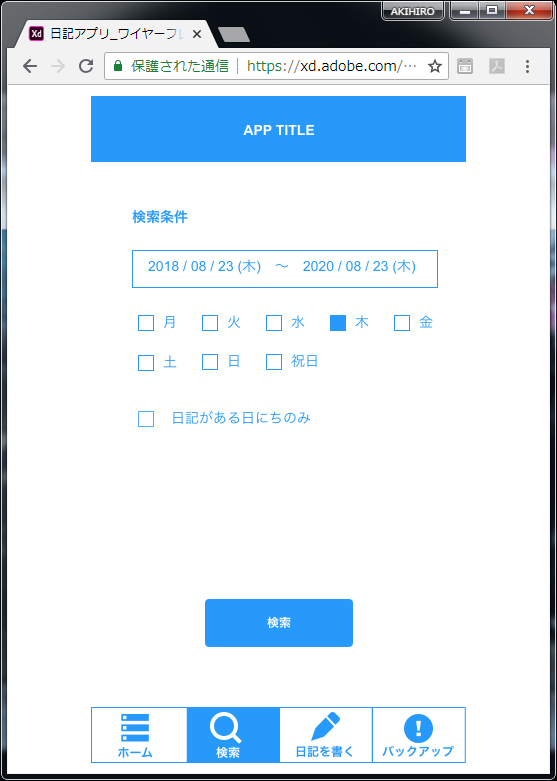 AKIHIRO
日記アプリ_ワイヤーフレ
保護された通信 | https://xd.adobe.com/…
APP TITLE
検索条件
2018 / 08 / 23 (木) ～ 2020 / 08 / 23 (木)
月 火 水 木 金
土 日 祝日
日記がある日にちのみ
検索
ホーム 検索 日記を書く バックアップ